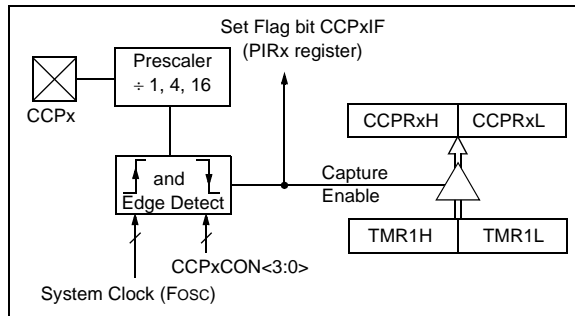 Set Flag bit CCPxIF
(PIRx register)
Prescaler
÷ 1, 4, 16
CCPx
CCPRxH CCPRxL
and
Edge Detect
Capture
Enable
TMR1H TMR1L
CCPxCON<3:0>
System Clock (FOSC)